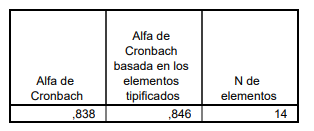 Alfa de
Cronbach
Alfa de
Cronbach
basada en los
elementos
tipificados
N de
elementos
,838
,846
14